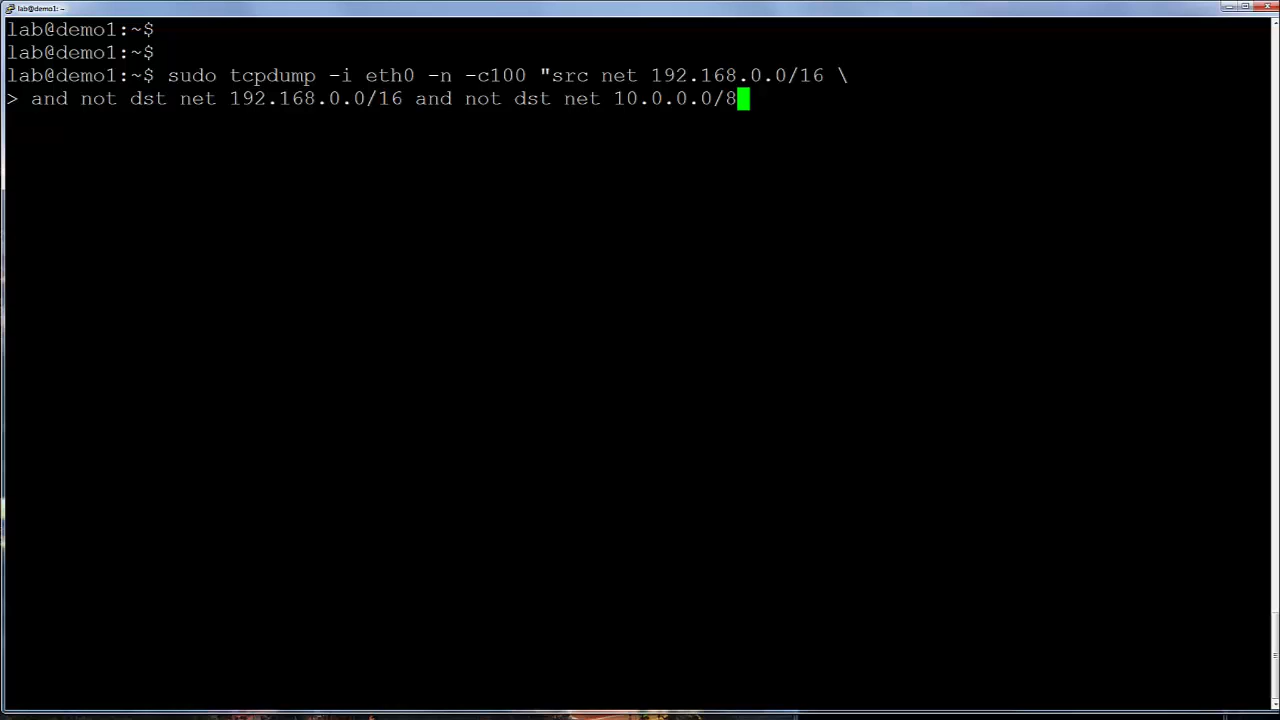 lab@demo1: ~
lab@demo1:~$
lab@demo1:~$
lab@demo1:~$ sudo tcpdump -i eth0 -n -c100 "src net 192.168.0.0/16 \
> and not dst net 192.168.0.0/16 and not dst net 10.0.0.0/8